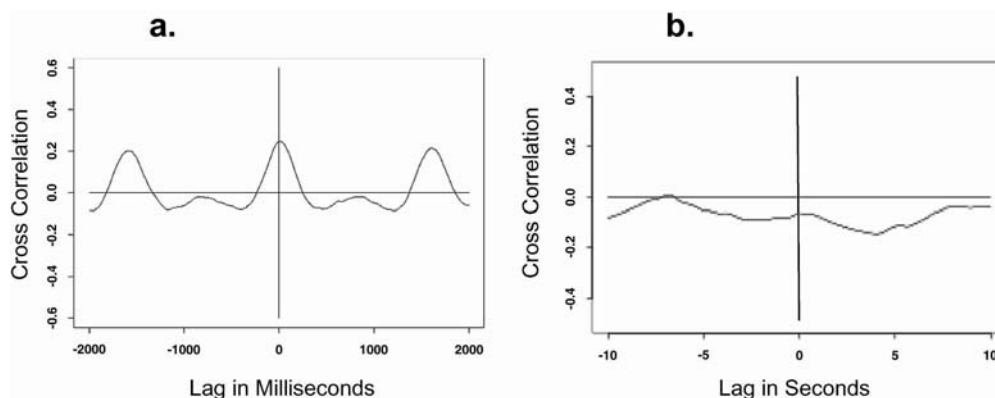 a.
Cross Correlation
0.6
0.4
0.2
0.0
-0.2
-0.4
-0.6
-2000 -1000 0 1000 2000
Lag in Milliseconds
b.
Cross Correlation
0.4
0.2
0.0
-0.2
-0.4
-10 -5 0 5 10
Lag in Seconds